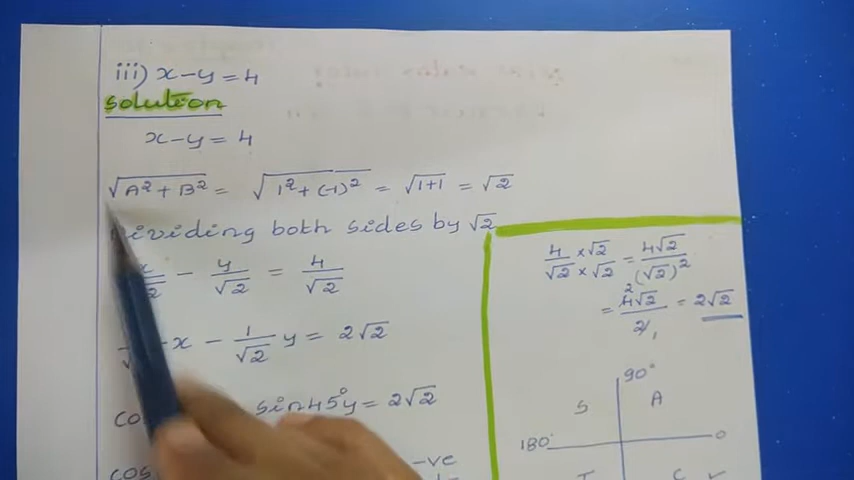 iii) x-y = 4
solution
x-y = 4
√A²+B² = √1²+(-1)² = √1+1 = √2
Dividing both sides by √2
x/√2 - y/√2 = 4/√2
x - 1/√2 y = 2√2
sin45°y = 2√2
-ve
4/√2 × √2/√2 = 4√2/(√2)²
= 4√2/2 = 2√2
90°
S A
180° 0
T C ✓